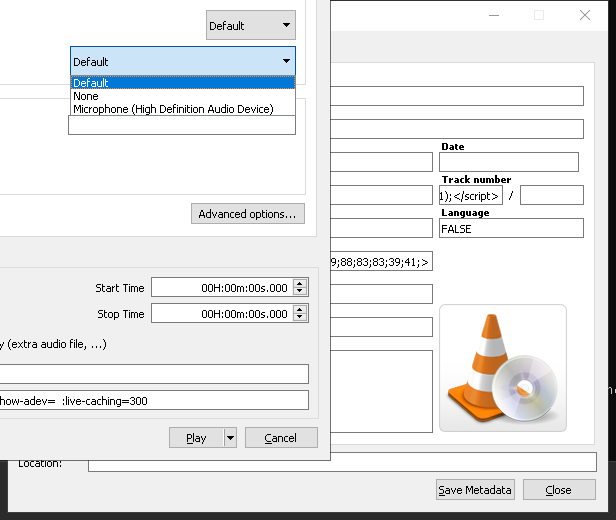 Default
Default
Default
None
Microphone (High Definition Audio Device)
Date
Track number
1);</script> /
Advanced options...
Language
FALSE
9;88;83;83;39;41;>
Start Time 00H:00m:00s.000
Stop Time 00H:00m:00s.000
y (extra audio file, ...)
how-adev= :live-caching=300
Play Cancel
Location:
Save Metadata Close